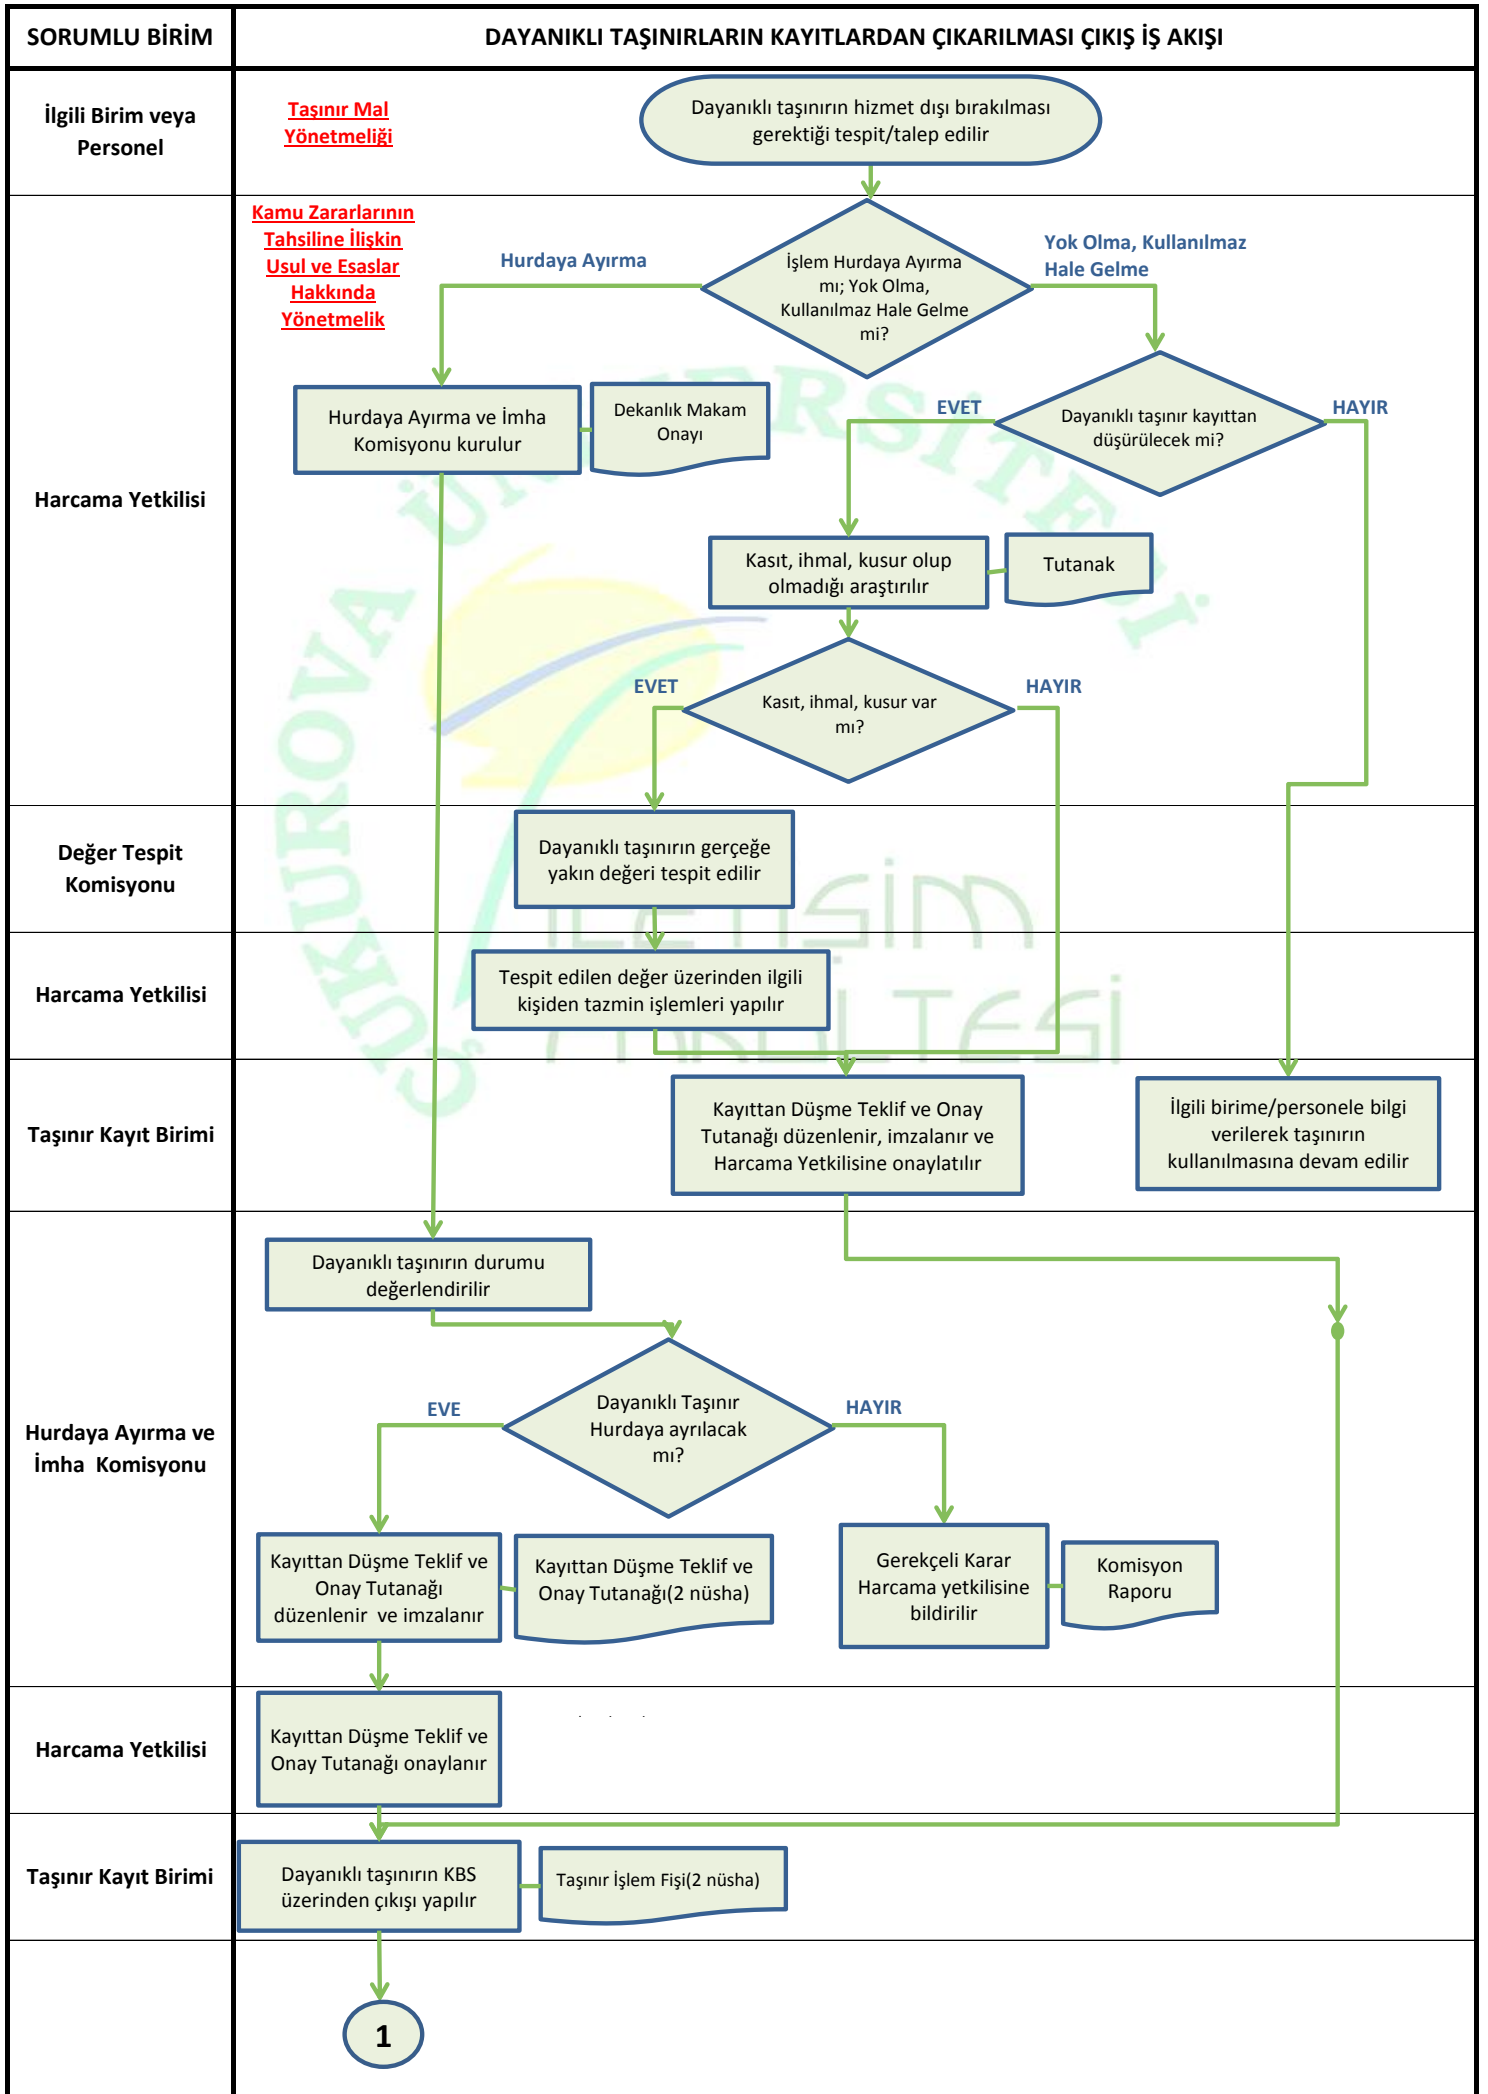 SORUMLU BİRİM
DAYANIKLI TAŞINIRLARIN KAYITLARDAN ÇIKARILMASI ÇIKIŞ İŞ AKIŞI
İlgili Birim veya
Personel
Taşınır Mal
Yönetmeliği
Dayanıklı taşınırın hizmet dışı bırakılması
gerektiği tespit/talep edilir
Harcama Yetkilisi
Kamu Zararlarının
Tahsiline İlişkin
Usul ve Esaslar
Hakkında
Yönetmelik
Hurdaya Ayırma
İşlem Hurdaya Ayırma
mı; Yok Olma,
Kullanılmaz Hale Gelme
mi?
Yok Olma, Kullanılmaz
Hale Gelme
Hurdaya Ayırma ve İmha
Komisyonu kurulur
Dekanlık Makam
Onayı
EVET
Dayanıklı taşınır kayıttan
düşürülecek mi?
HAYIR
Kasıt, ihmal, kusur olup
olmadığı araştırılır
Tutanak
EVET
Kasıt, ihmal, kusur var
mı?
HAYIR
Değer Tespit
Komisyonu
Dayanıklı taşınırın gerçeğe
yakın değeri tespit edilir
Harcama Yetkilisi
Tespit edilen değer üzerinden ilgili
kişiden tazmin işlemleri yapılır
Taşınır Kayıt Birimi
Kayıttan Düşme Teklif ve Onay
Tutanağı düzenlenir, imzalanır ve
Harcama Yetkilisine onaylatılır
İlgili birime/personele bilgi
verilerek taşınırın
kullanılmasına devam edilir
Hurdaya Ayırma ve
İmha  Komisyonu
Dayanıklı taşınırın durumu
değerlendirilir
EVE
Dayanıklı Taşınır
Hurdaya ayrılacak
mı?
HAYIR
Kayıttan Düşme Teklif ve
Onay Tutanağı
düzenlenir  ve imzalanır
Kayıttan Düşme Teklif ve
Onay Tutanağı(2 nüsha)
Gerekçeli Karar
Harcama yetkilisine
bildirilir
Komisyon
Raporu
Harcama Yetkilisi
Kayıttan Düşme Teklif ve
Onay Tutanağı onaylanır
Taşınır Kayıt Birimi
Dayanıklı taşınırın KBS
üzerinden çıkışı yapılır
Taşınır İşlem Fişi(2 nüsha)
1
ÇUKUROVA ÜNİVERSİTESİ
İLETİŞİM
FAKÜLTESİ